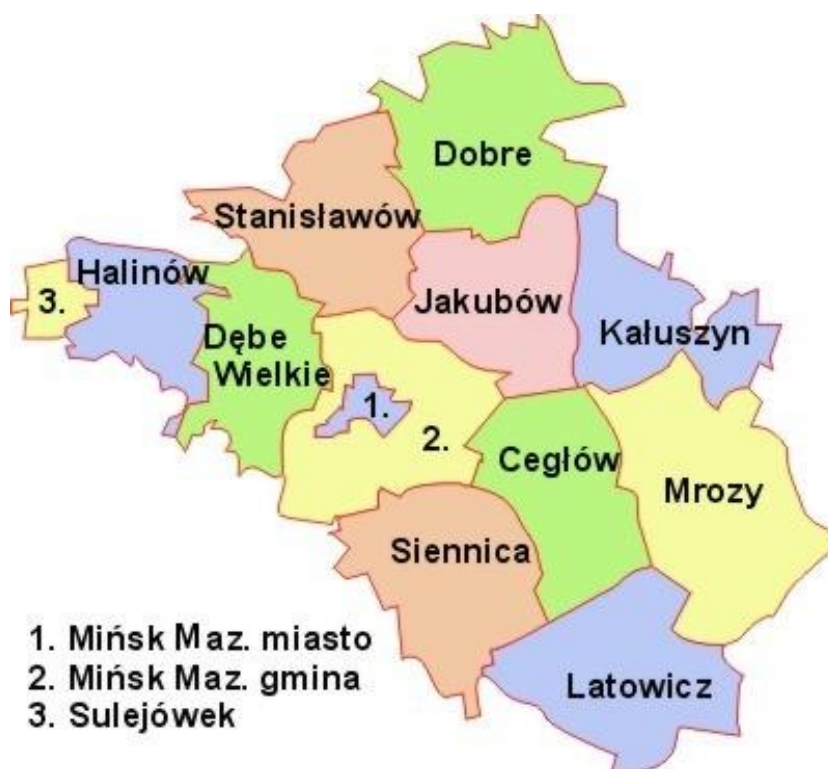 Dobre
Stanisławów
Halinów
3.
Jakubów
Kałuszyn
Dębe
Wielkie
1.
2.
Cegłów
Mrozy
Siennica
Latowicz
1. Mińsk Maz. miasto
2. Mińsk Maz. gmina
3. Sulejówek